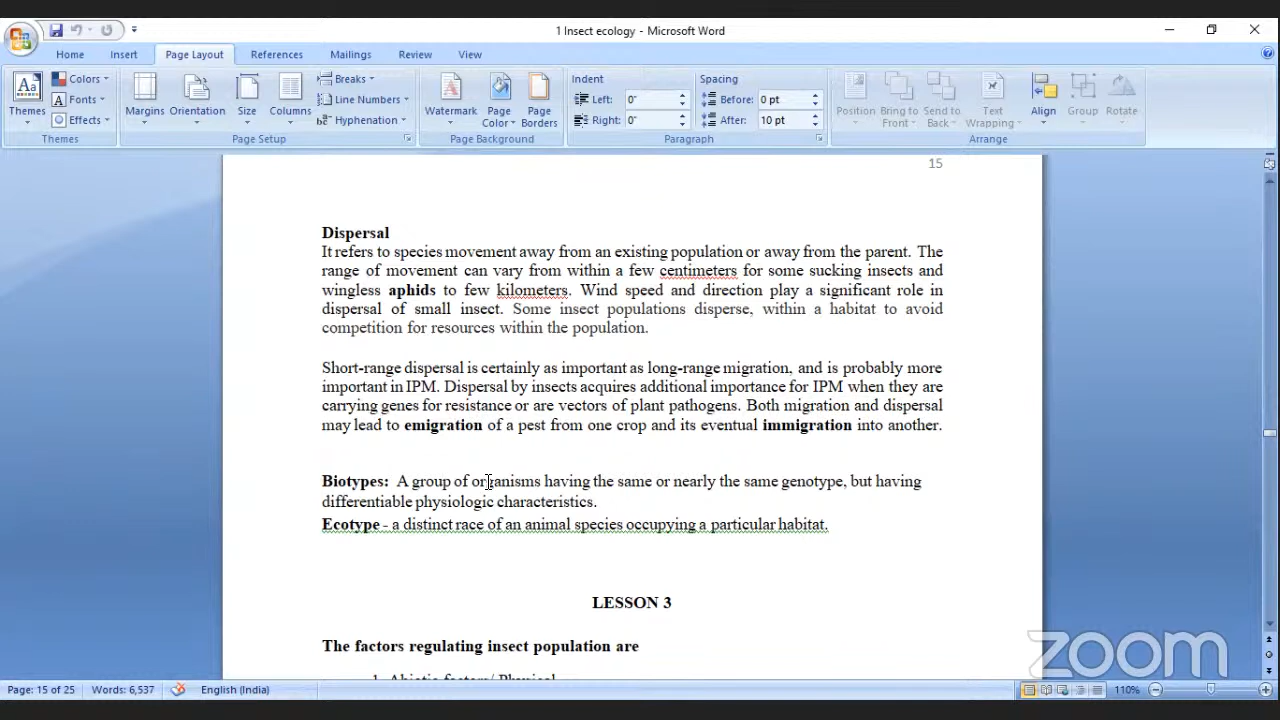 1 Insect ecology - Microsoft Word
Home Insert Page Layout References Mailings Review View
Themes
Colors
Fonts
Effects
Themes
Margins Orientation Size Columns
Breaks
Line Numbers
Hyphenation
Page Setup
Watermark Page Color Page Borders
Page Background
Indent
Left: 0"
Right: 0"
Spacing
Before: 0 pt
After: 10 pt
Paragraph
Position Bring to Front Send to Back Text Wrapping Align Group Rotate
Arrange
15
Dispersal
It refers to species movement away from an existing population or away from the parent. The
range of movement can vary from within a few centimeters for some sucking insects and
wingless aphids to few kilometers. Wind speed and direction play a significant role in
dispersal of small insect. Some insect populations disperse, within a habitat to avoid
competition for resources within the population.
Short-range dispersal is certainly as important as long-range migration, and is probably more
important in IPM. Dispersal by insects acquires additional importance for IPM when they are
carrying genes for resistance or are vectors of plant pathogens. Both migration and dispersal
may lead to emigration of a pest from one crop and its eventual immigration into another.
Biotypes: A group of organisms having the same or nearly the same genotype, but having
differentiable physiologic characteristics.
Ecotype - a distinct race of an animal species occupying a particular habitat.
LESSON 3
The factors regulating insect population are
1. Abiotic factors/ Physical
zoom
Page: 15 of 25 Words: 6,537 English (India) 110%